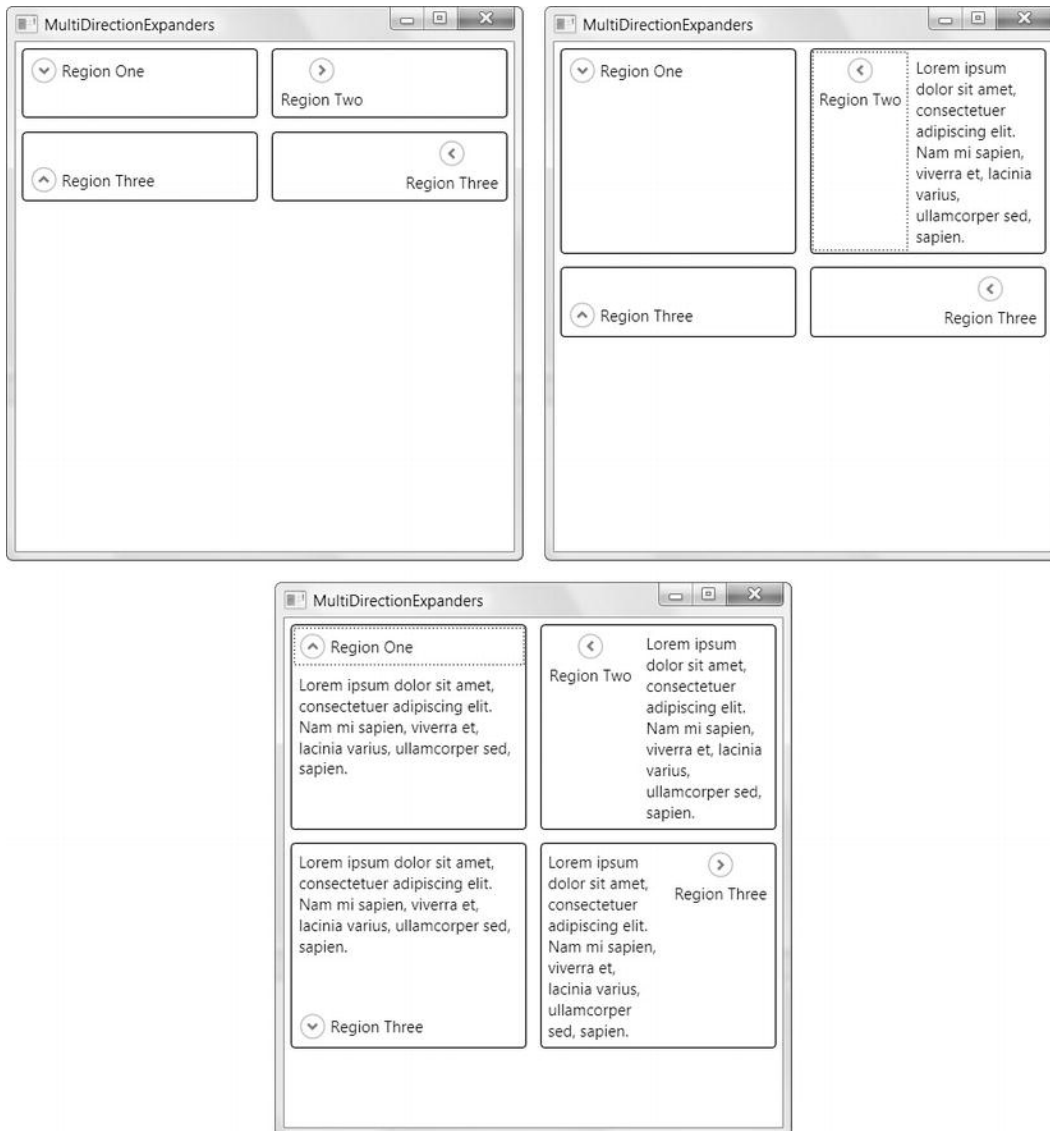 MultiDirectionExpanders
Region One
Region Two
Region Three
Region Three
MultiDirectionExpanders
Region One
Region Two
Lorem ipsum
dolor sit amet,
consectetuer
adipiscing elit.
Nam mi sapien,
viverra et, lacinia
varius,
ullamcorper sed,
sapien.
Region Three
Region Three
MultiDirectionExpanders
Region One
Lorem ipsum dolor sit amet,
consectetuer adipiscing elit.
Nam mi sapien, viverra et,
lacinia varius, ullamcorper sed,
sapien.
Region Two
Lorem ipsum
dolor sit amet,
consectetuer
adipiscing elit.
Nam mi sapien,
viverra et, lacinia
varius,
ullamcorper sed,
sapien.
Lorem ipsum dolor sit amet,
consectetuer adipiscing elit.
Nam mi sapien, viverra et,
lacinia varius, ullamcorper sed,
sapien.
Region Three
Lorem ipsum
dolor sit amet,
consectetuer
adipiscing elit.
Nam mi sapien,
viverra et,
lacinia varius,
ullamcorper
sed, sapien.
Region Three